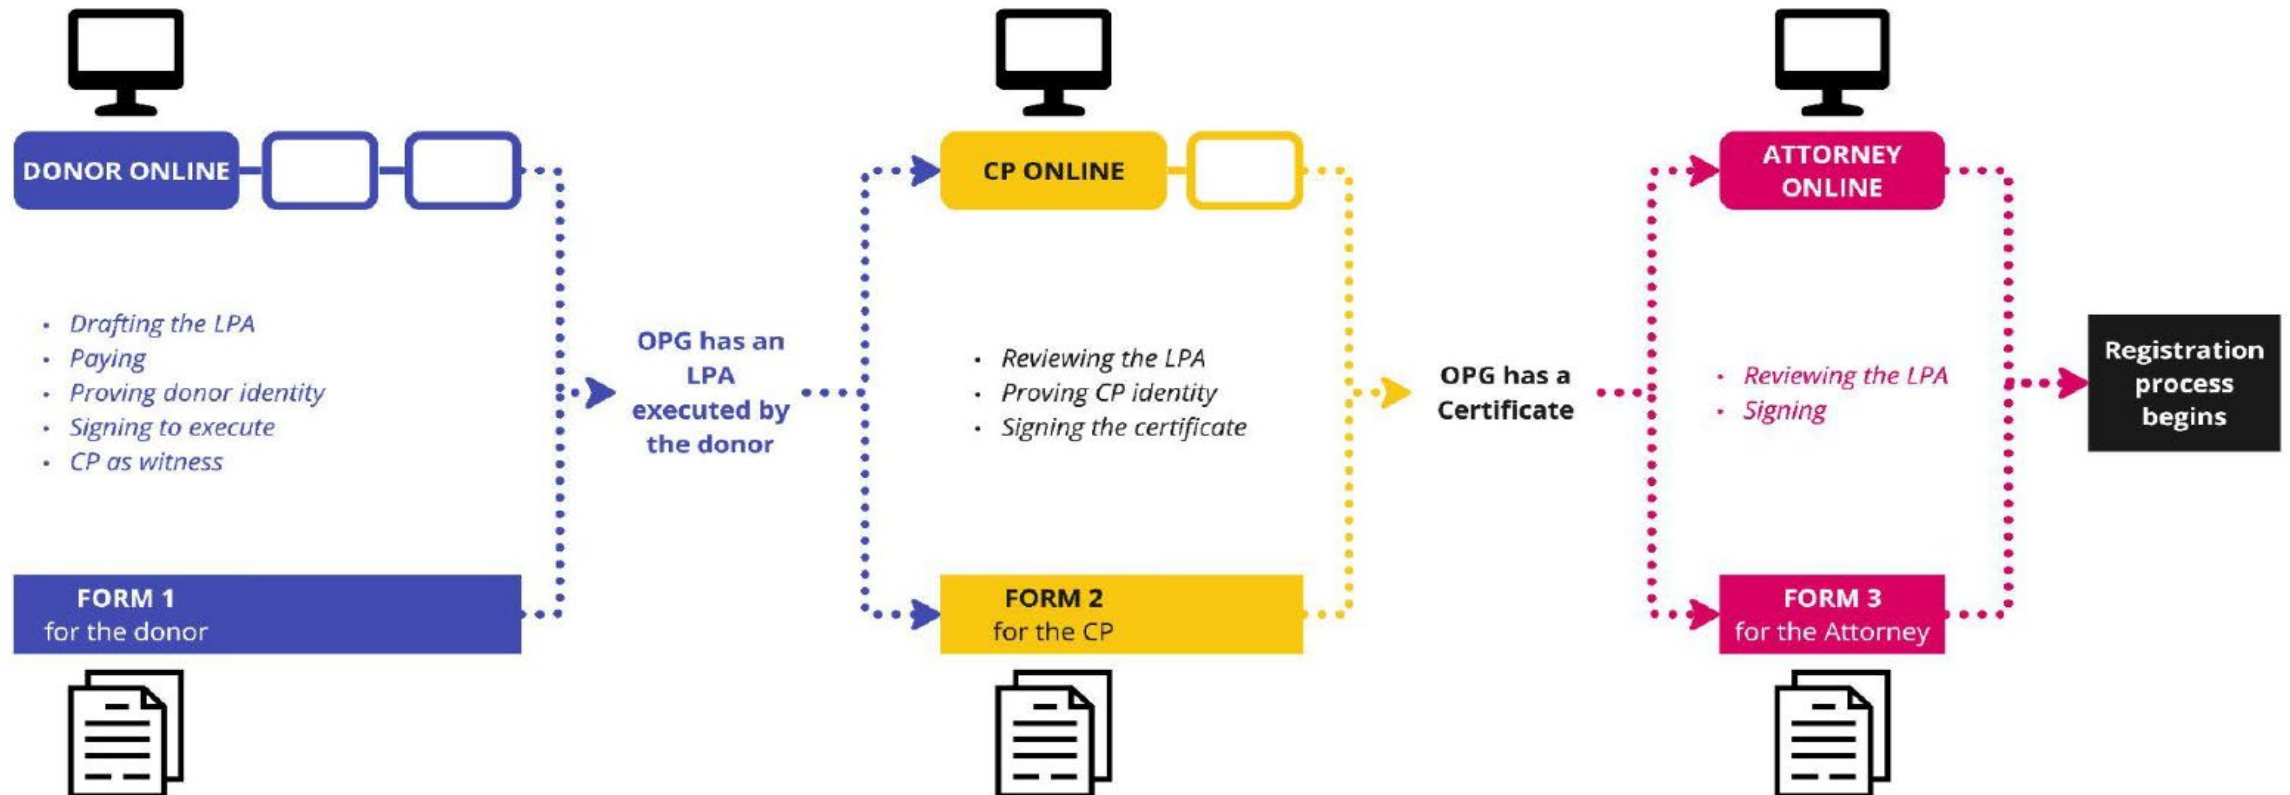 DONOR ONLINE
• Drafting the LPA
• Paying
• Proving donor identity
• Signing to execute
• CP as witness
FORM 1
for the donor
OPG has an
LPA
executed by
the donor
CP ONLINE
• Reviewing the LPA
• Proving CP identity
• Signing the certificate
FORM 2
for the CP
OPG has a
Certificate
ATTORNEY
ONLINE
• Reviewing the LPA
• Signing
FORM 3
for the Attorney
Registration
process
begins